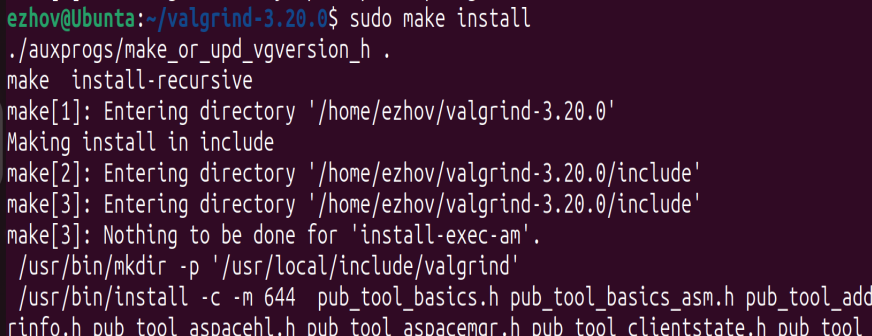 ezhov@Ubunta:~/valgrind-3.20.0$ sudo make install
./auxprogs/make_or_upd_vgversion_h .
make  install-recursive
make[1]: Entering directory '/home/ezhov/valgrind-3.20.0'
Making install in include
make[2]: Entering directory '/home/ezhov/valgrind-3.20.0/include'
make[3]: Entering directory '/home/ezhov/valgrind-3.20.0/include'
make[3]: Nothing to be done for 'install-exec-am'.
 /usr/bin/mkdir -p '/usr/local/include/valgrind'
 /usr/bin/install -c -m 644  pub_tool_basics.h pub_tool_basics_asm.h pub_tool_add
rinfo.h pub_tool_aspacehl.h pub_tool_aspacemgr.h pub_tool_clientstate.h pub_tool_